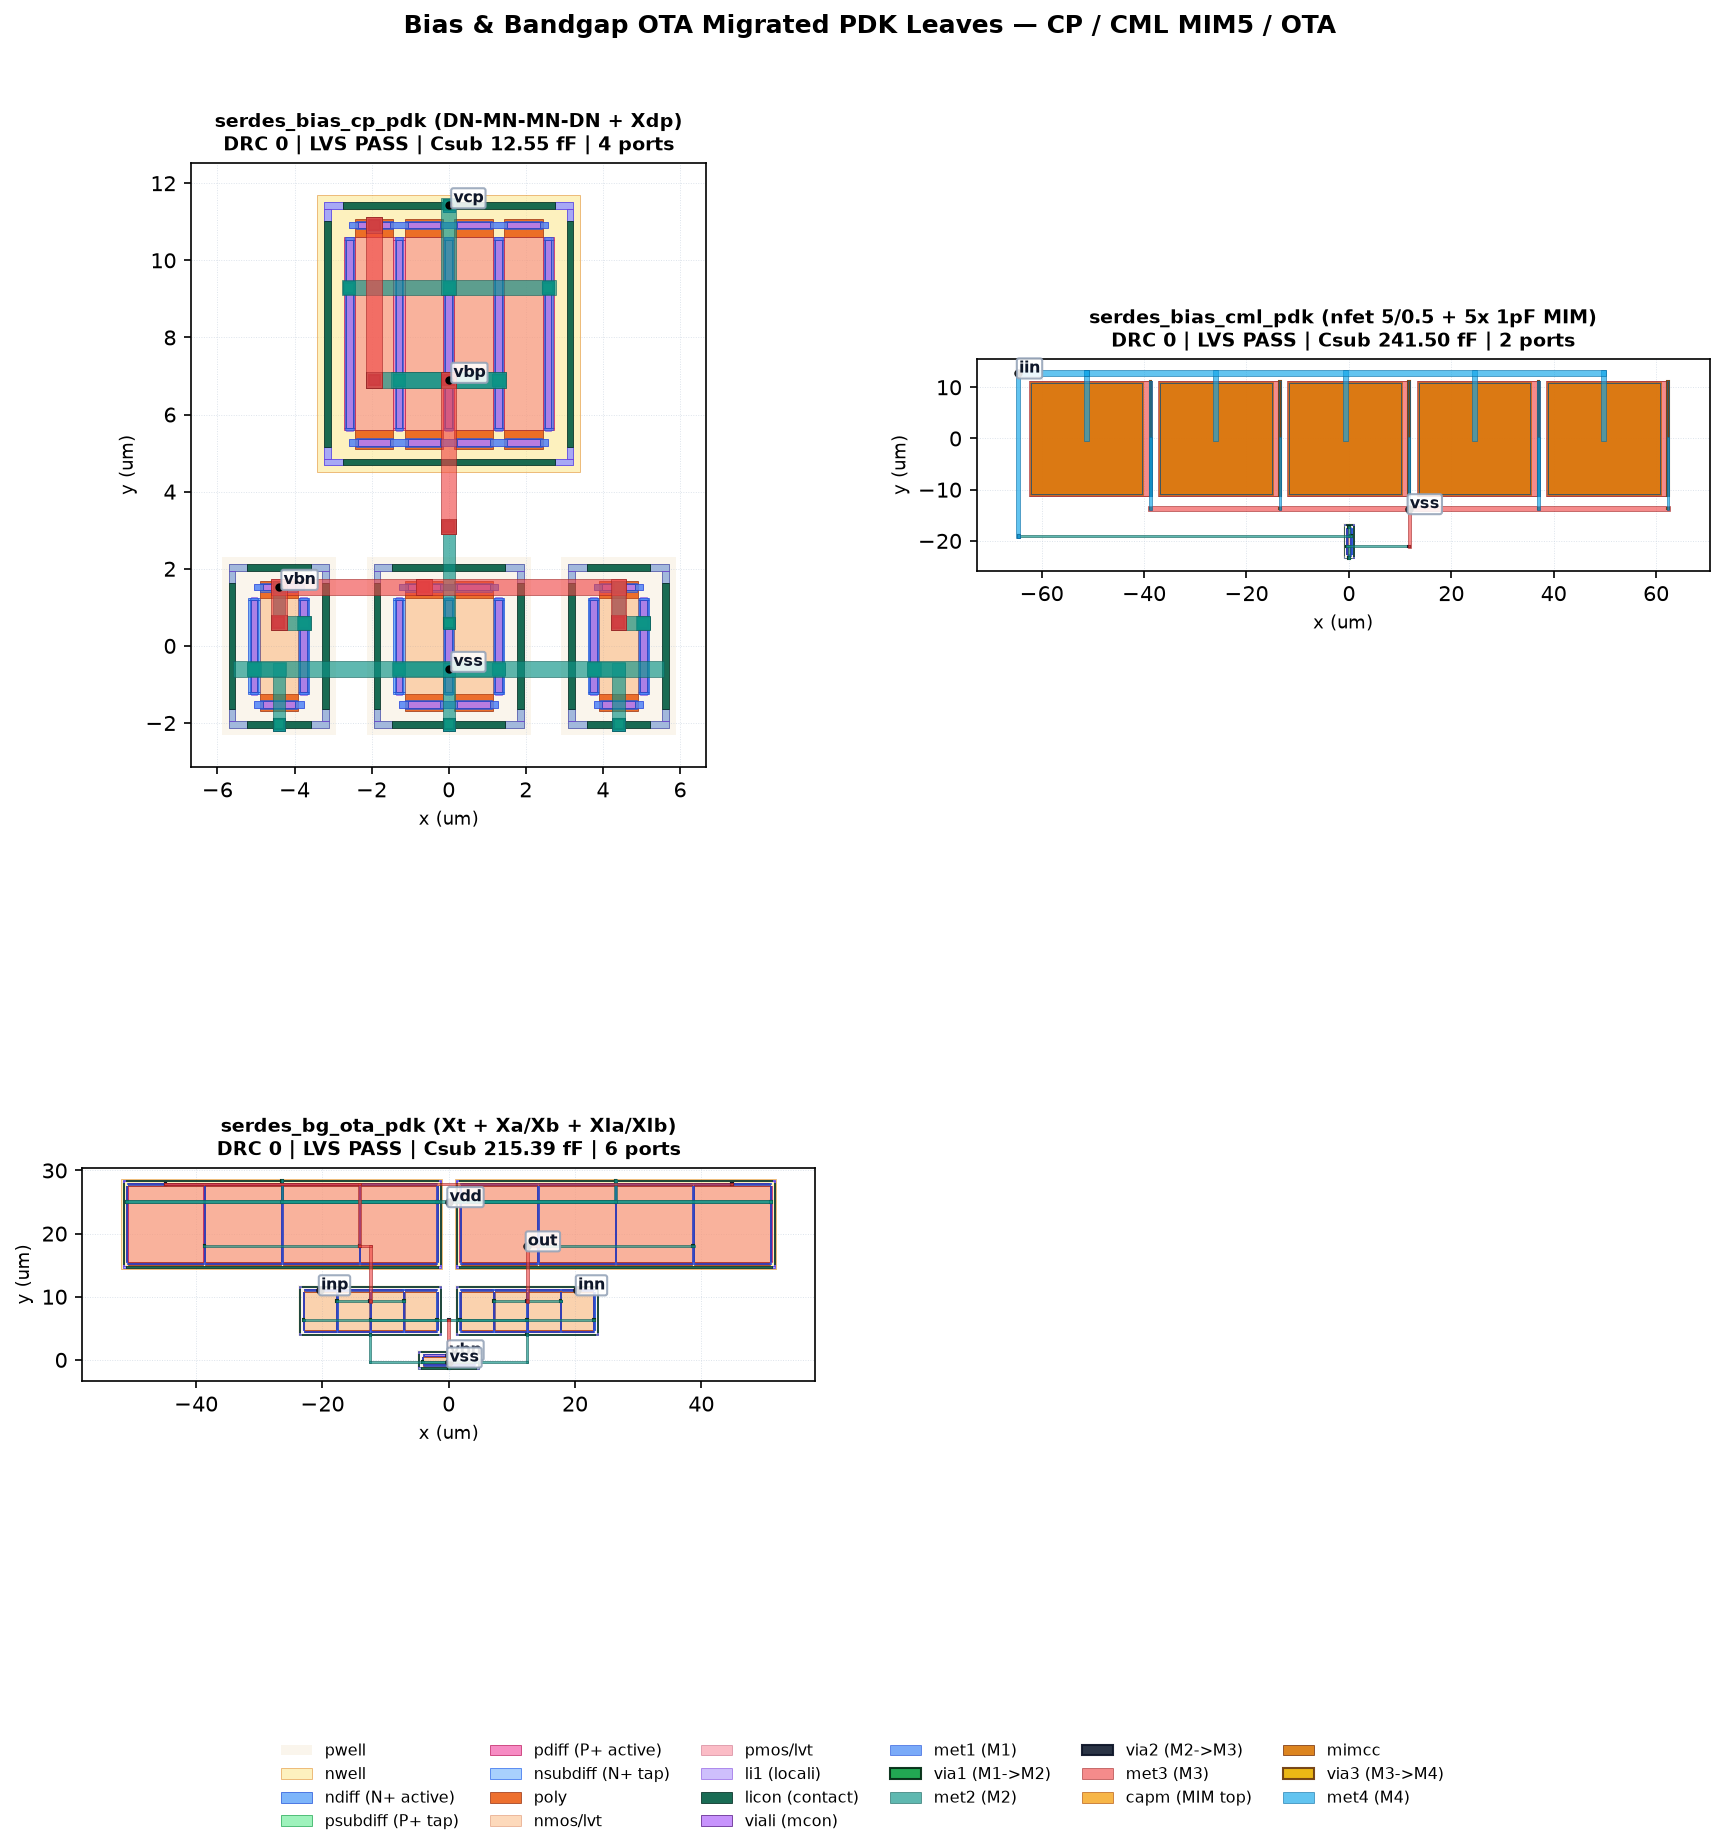 Bias & Bandgap OTA Migrated PDK Leaves — CP / CML MIM5 / OTA
serdes_bias_cp_pdk (DN-MN-MN-DN + Xdp)
DRC 0 | LVS PASS | Csub 12.55 fF | 4 ports
12
10
8
6
4
2
0
−2
y (um)
vcp
vbp
vbn
vss
−6
−4
−2
0
2
4
6
x (um)
serdes_bias_cml_pdk (nfet 5/0.5 + 5x 1pF MIM)
DRC 0 | LVS PASS | Csub 241.50 fF | 2 ports
10
0
−10
−20
y (um)
iin
vss
−60
−40
−20
0
20
40
60
x (um)
serdes_bg_ota_pdk (Xt + Xa/Xb + Xla/Xlb)
DRC 0 | LVS PASS | Csub 215.39 fF | 6 ports
30
20
10
0
y (um)
vdd
out
inp
inn
vss
−40
−20
0
20
40
x (um)
pwell
nwell
ndiff (N+ active)
psubdiff (P+ tap)
pdiff (P+ active)
nsubdiff (N+ tap)
poly
nmos/lvt
pmos/lvt
li1 (locali)
licon (contact)
viali (mcon)
met1 (M1)
via1 (M1->M2)
met2 (M2)
via2 (M2->M3)
met3 (M3)
capm (MIM top)
mimcc
via3 (M3->M4)
met4 (M4)